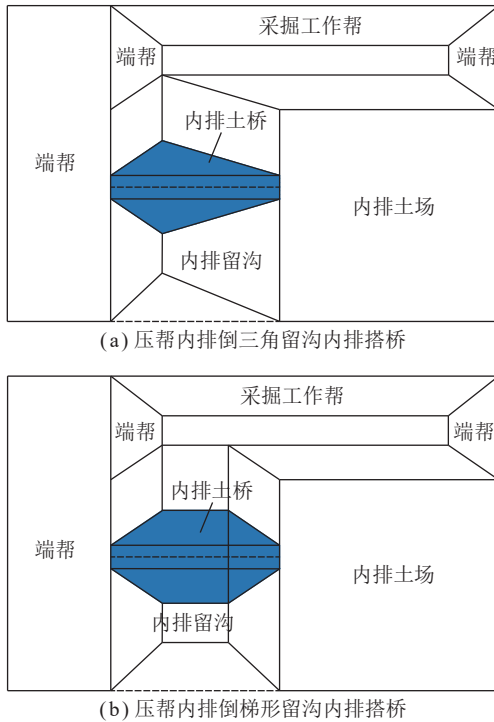 采掘工作帮
端帮
端帮
内排土桥
端帮
内排土场
内排留沟
(a) 压帮内排倒三角留沟内排搭桥
采掘工作帮
端帮
端帮
内排土桥
端帮
内排土场
内排留沟
(b) 压帮内排倒梯形留沟内排搭桥